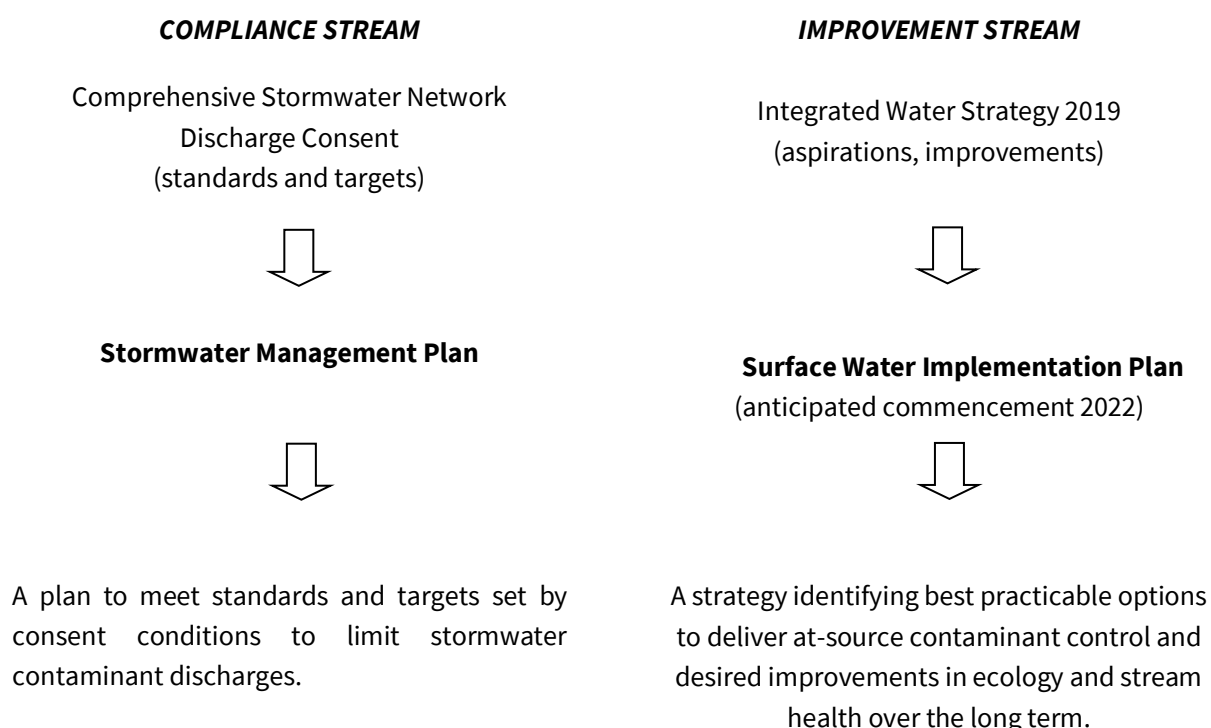 COMPLIANCE STREAM
Comprehensive Stormwater Network
Discharge Consent
(standards and targets)
Stormwater Management Plan
A plan to meet standards and targets set by
consent conditions to limit stormwater
contaminant discharges.
IMPROVEMENT STREAM
Integrated Water Strategy 2019
(aspirations, improvements)
Surface Water Implementation Plan
(anticipated commencement 2022)
A strategy identifying best practicable options
to deliver at-source contaminant control and
desired improvements in ecology and stream
health over the long term.